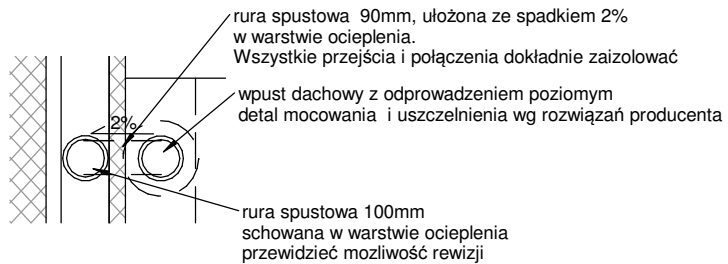 rura spustowa 90mm, ułożona ze spadkiem 2%
w warstwie ocieplenia.
Wszystkie przejścia i połączenia dokładnie zaizolować
wpust dachowy z odprowadzeniem poziomym
detal mocowania i uszczelnienia wg rozwiązań producenta
2%
rura spustowa 100mm
schowana w warstwie ocieplenia
przewidzieć mozliwość rewizji